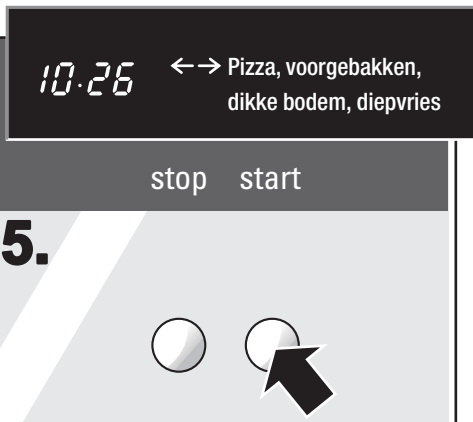 10·26 ←→ Pizza, voorgebakken,
dikke bodem, diepvries
stop start
5.